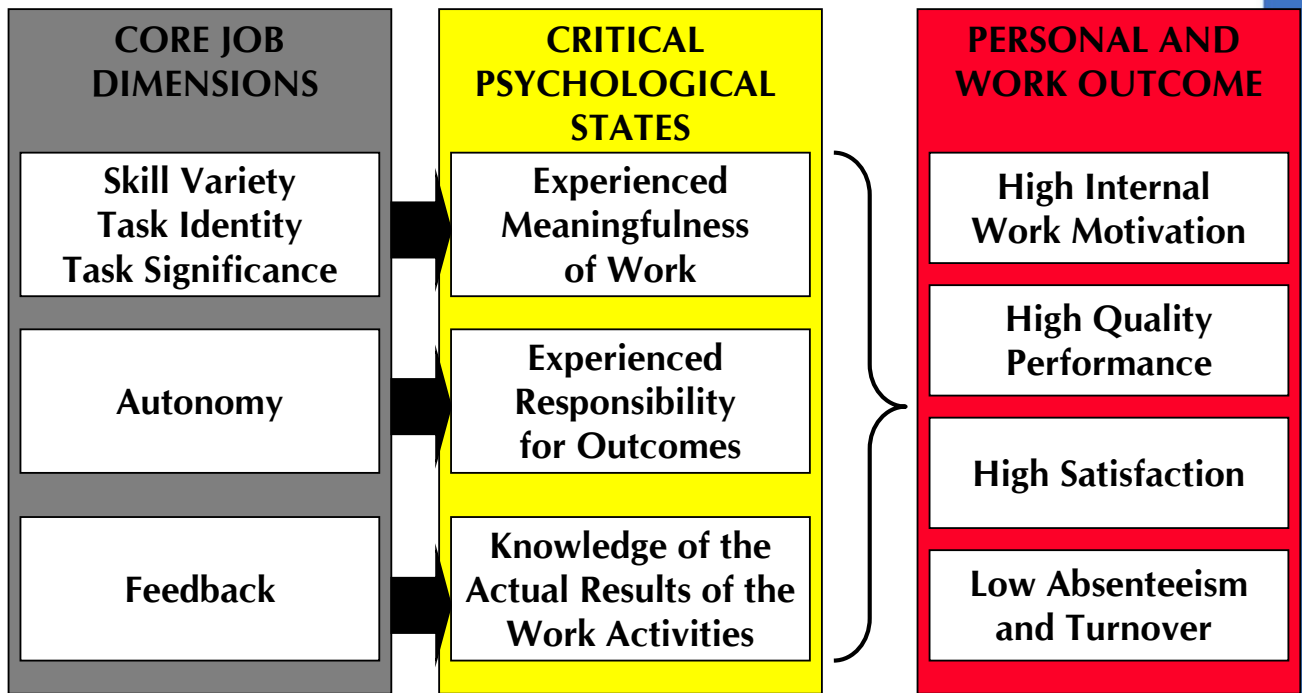 CORE JOB
DIMENSIONS
Skill Variety
Task Identity
Task Significance
Autonomy
Feedback
CRITICAL
PSYCHOLOGICAL
STATES
Experienced
Meaningfulness
of Work
Experienced
Responsibility
for Outcomes
Knowledge of the
Actual Results of the
Work Activities
PERSONAL AND
WORK OUTCOME
High Internal
Work Motivation
High Quality
Performance
High Satisfaction
Low Absenteeism
and Turnover